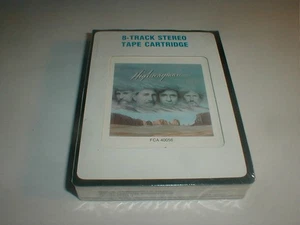 8-TRACK STEREO
TAPE CARTRIDGE
Highwayman